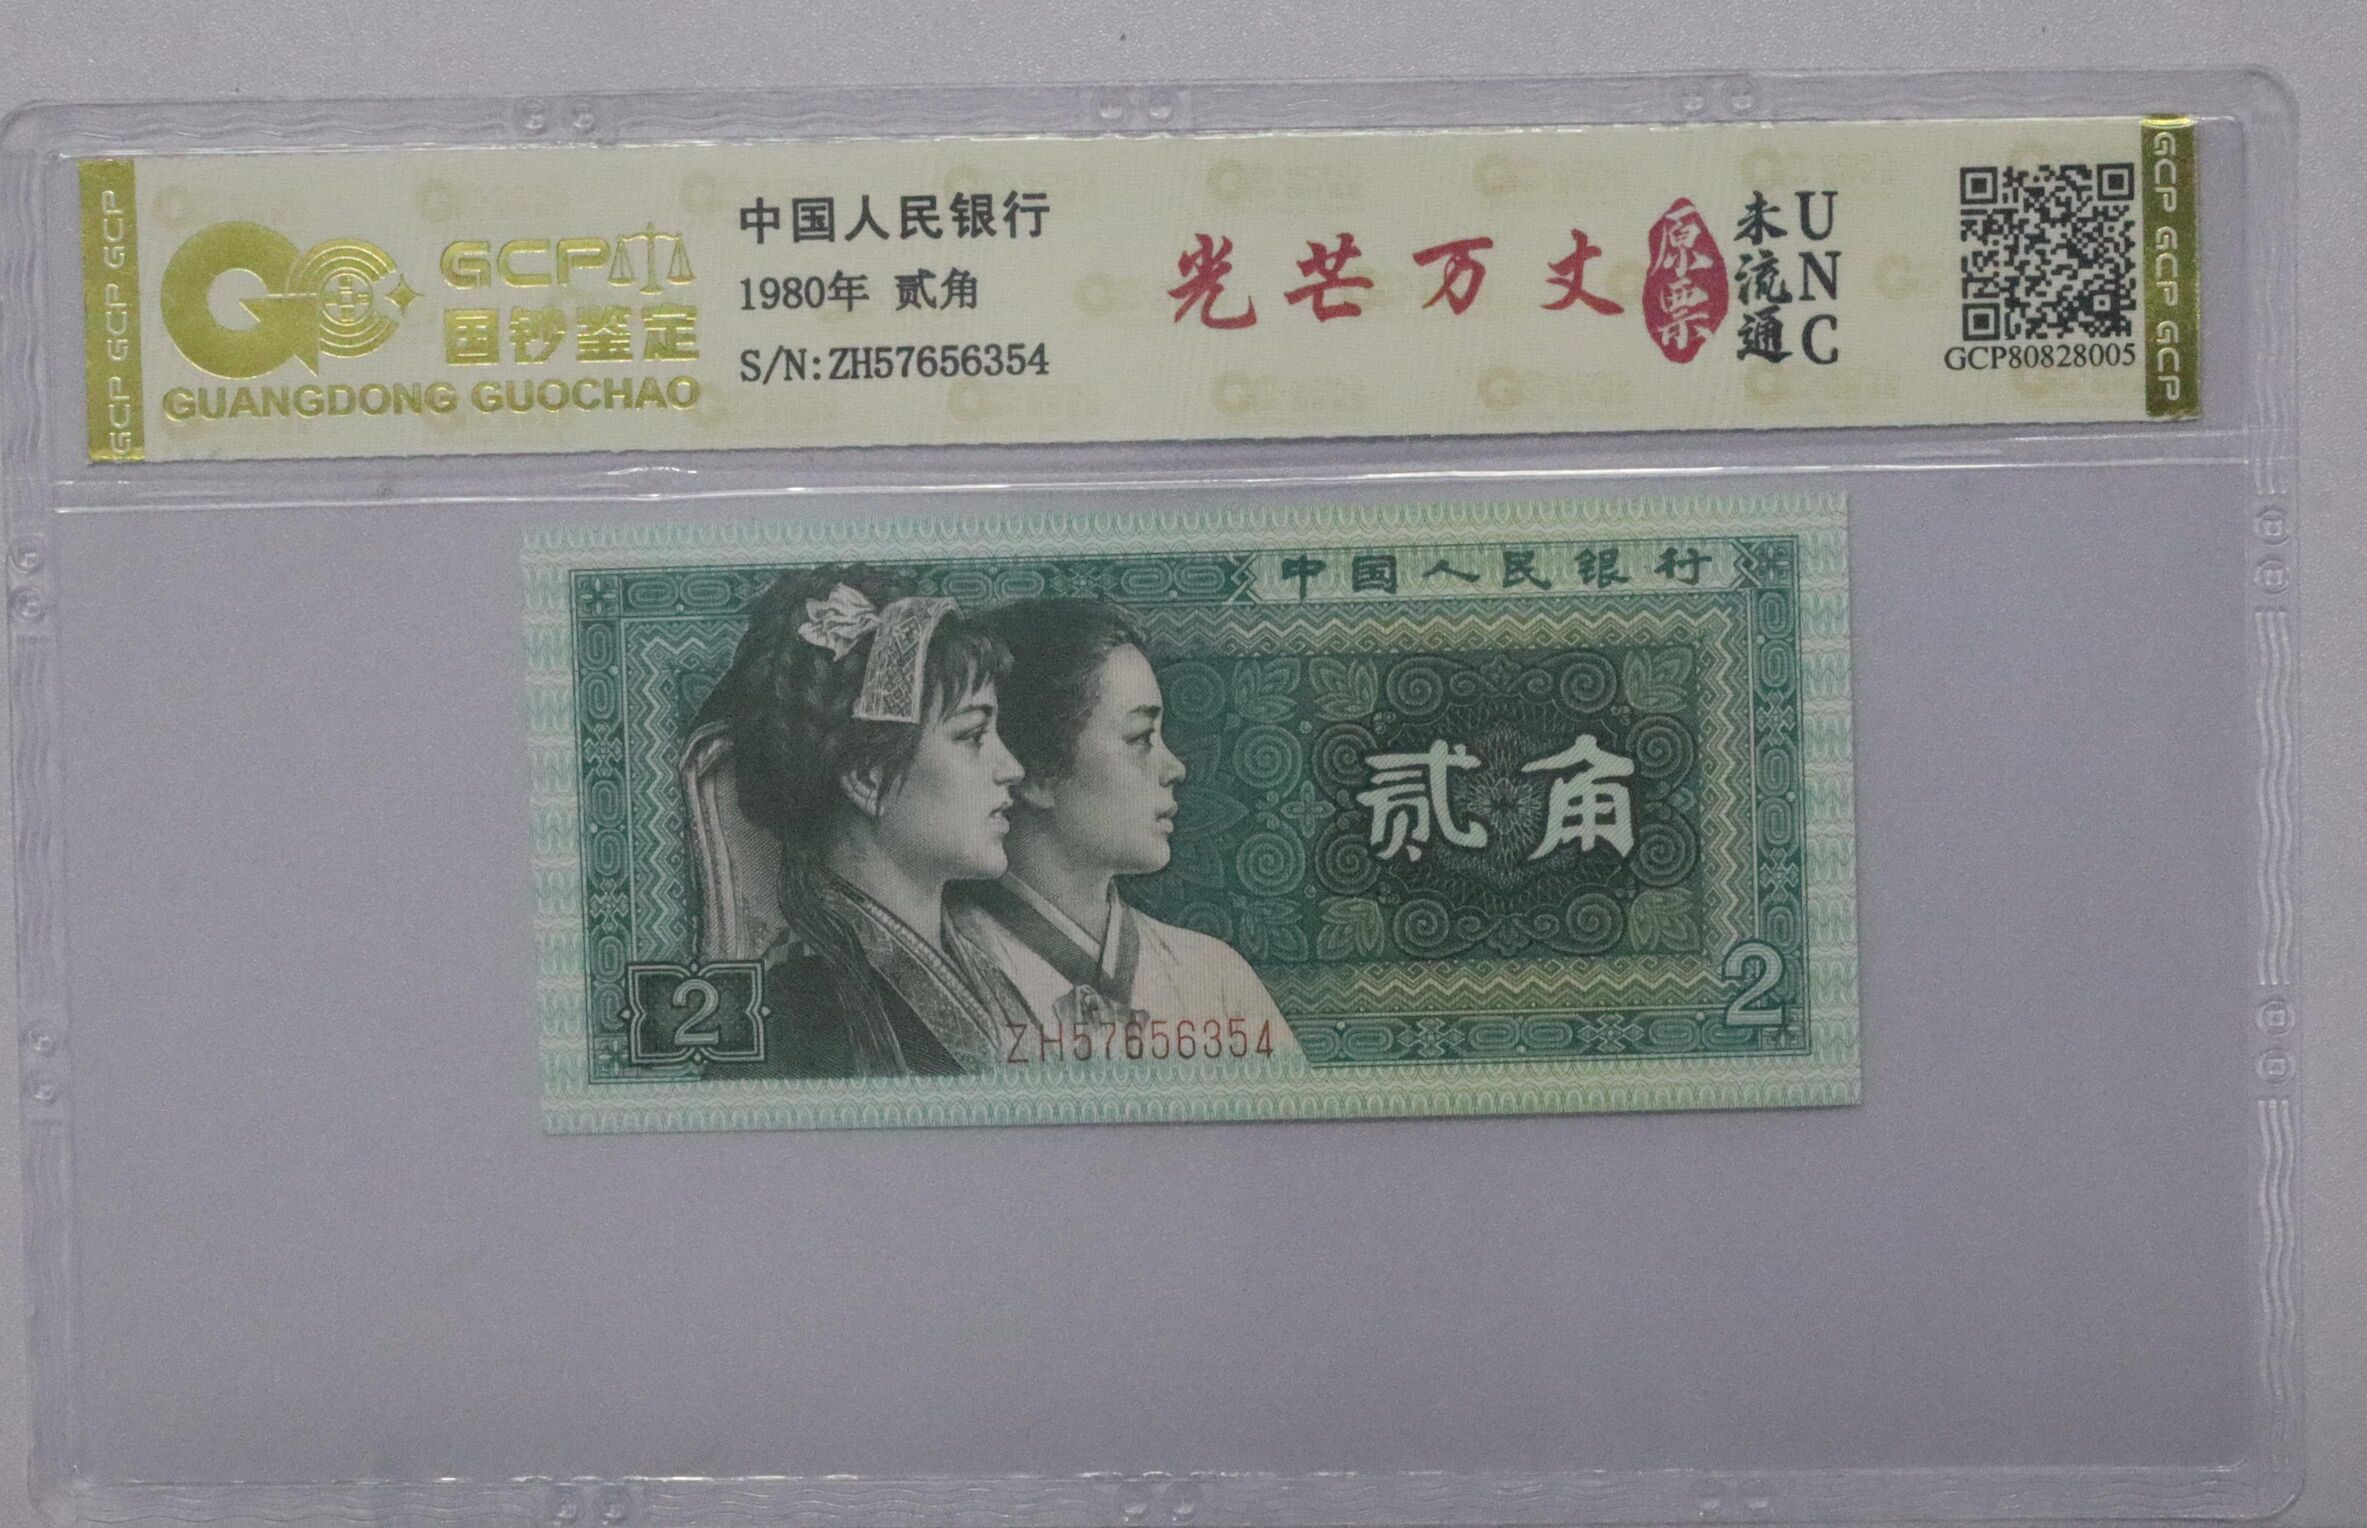 GCP GCP GCP
GCP
国钞鉴定
GUANGDONG GUOCHAO
中国人民银行
1980年 贰角
S/N:ZH57656354
光芒万丈
原票
未流通
UNC
GCP80828005
GCP GCP GCP
中国人民银行
贰角
2
2
ZH57656354